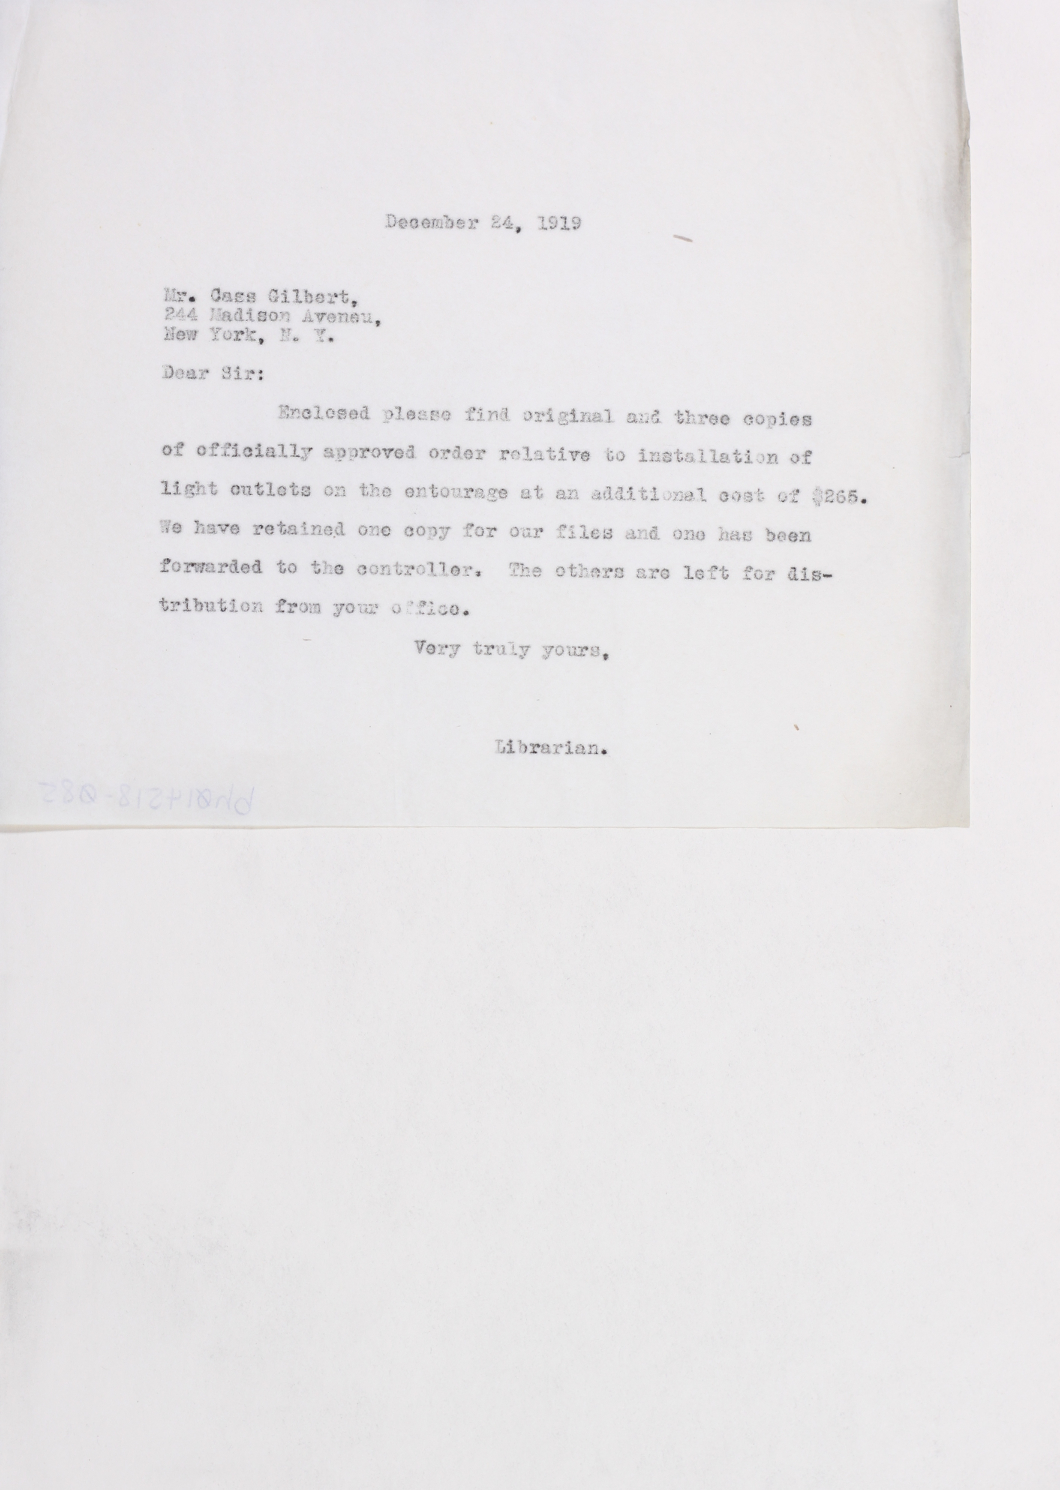 December 24, 1919
Mr. Cass Gilbert,
244 Madison Aveneu,
New York, N. Y.
Dear Sir:
Enclosed please find original and three copies
of officially approved order relative to installation of
light outlets on the entourage at an additional cost of $265.
We have retained one copy for our files and one has been
forwarded to the controller. The others are left for dis-
tribution from your office.
Very truly yours,
Librarian.